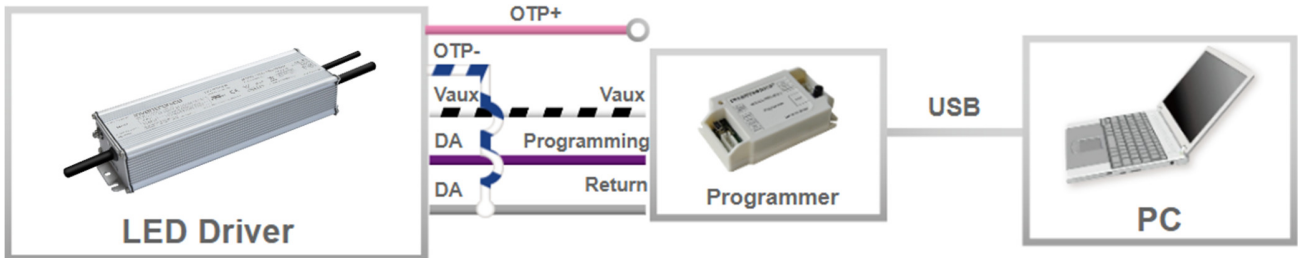 OTP+
OTP-
Vaux Vaux
DA Programming
DA Return
LED Driver
Programmer
USB
PC